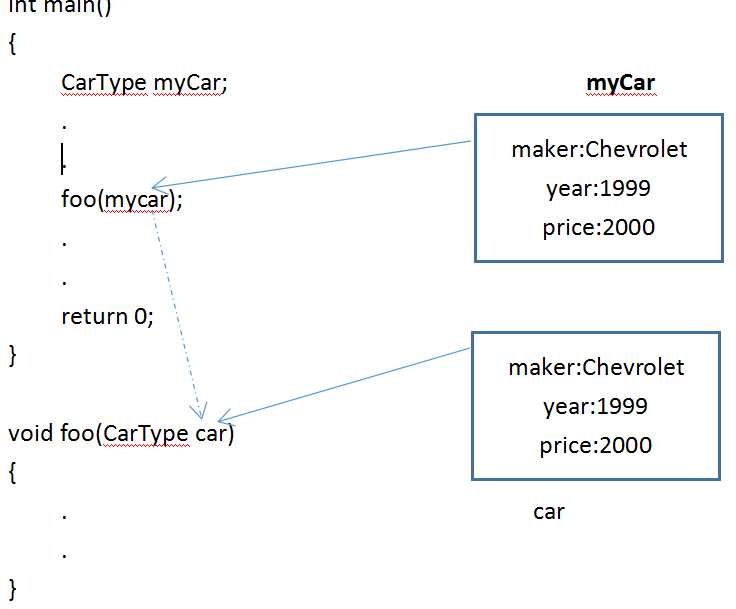 int main()
{
CarType myCar;
.
.
foo(mycar);
.
.
return 0;
}
void foo(CarType car)
{
.
.
}
myCar
maker:Chevrolet
year:1999
price:2000
maker:Chevrolet
year:1999
price:2000
car